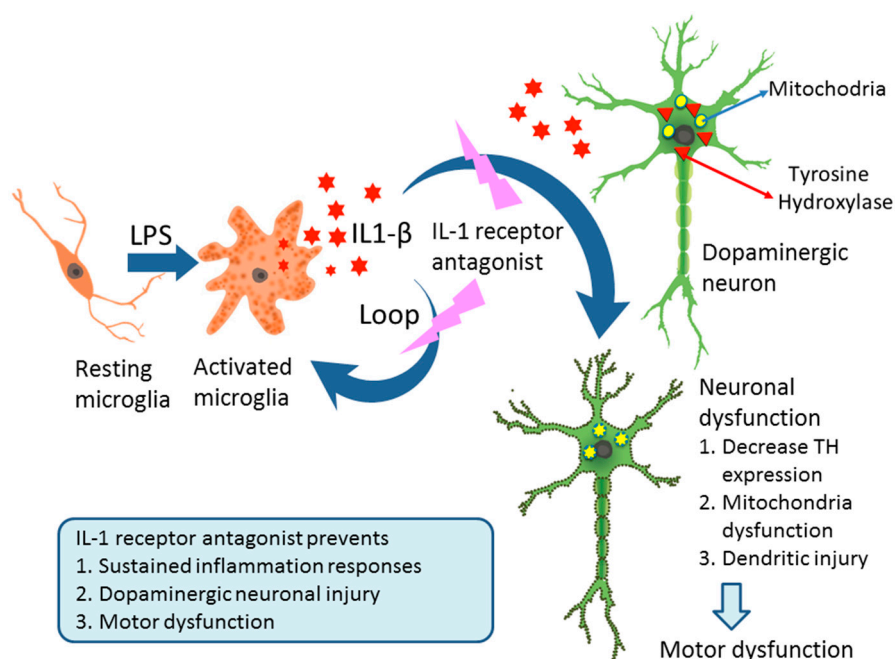 Mitochodria
Tyrosine
Hydroxylase
LPS
IL1-β
IL-1 receptor
antagonist
Dopaminergic
neuron
Loop
Resting
microglia
Activated
microglia
Neuronal
dysfunction
1. Decrease TH
expression
2. Mitochondria
dysfunction
3. Dendritic injury
IL-1 receptor antagonist prevents
1. Sustained inflammation responses
2. Dopaminergic neuronal injury
3. Motor dysfunction
Motor dysfunction